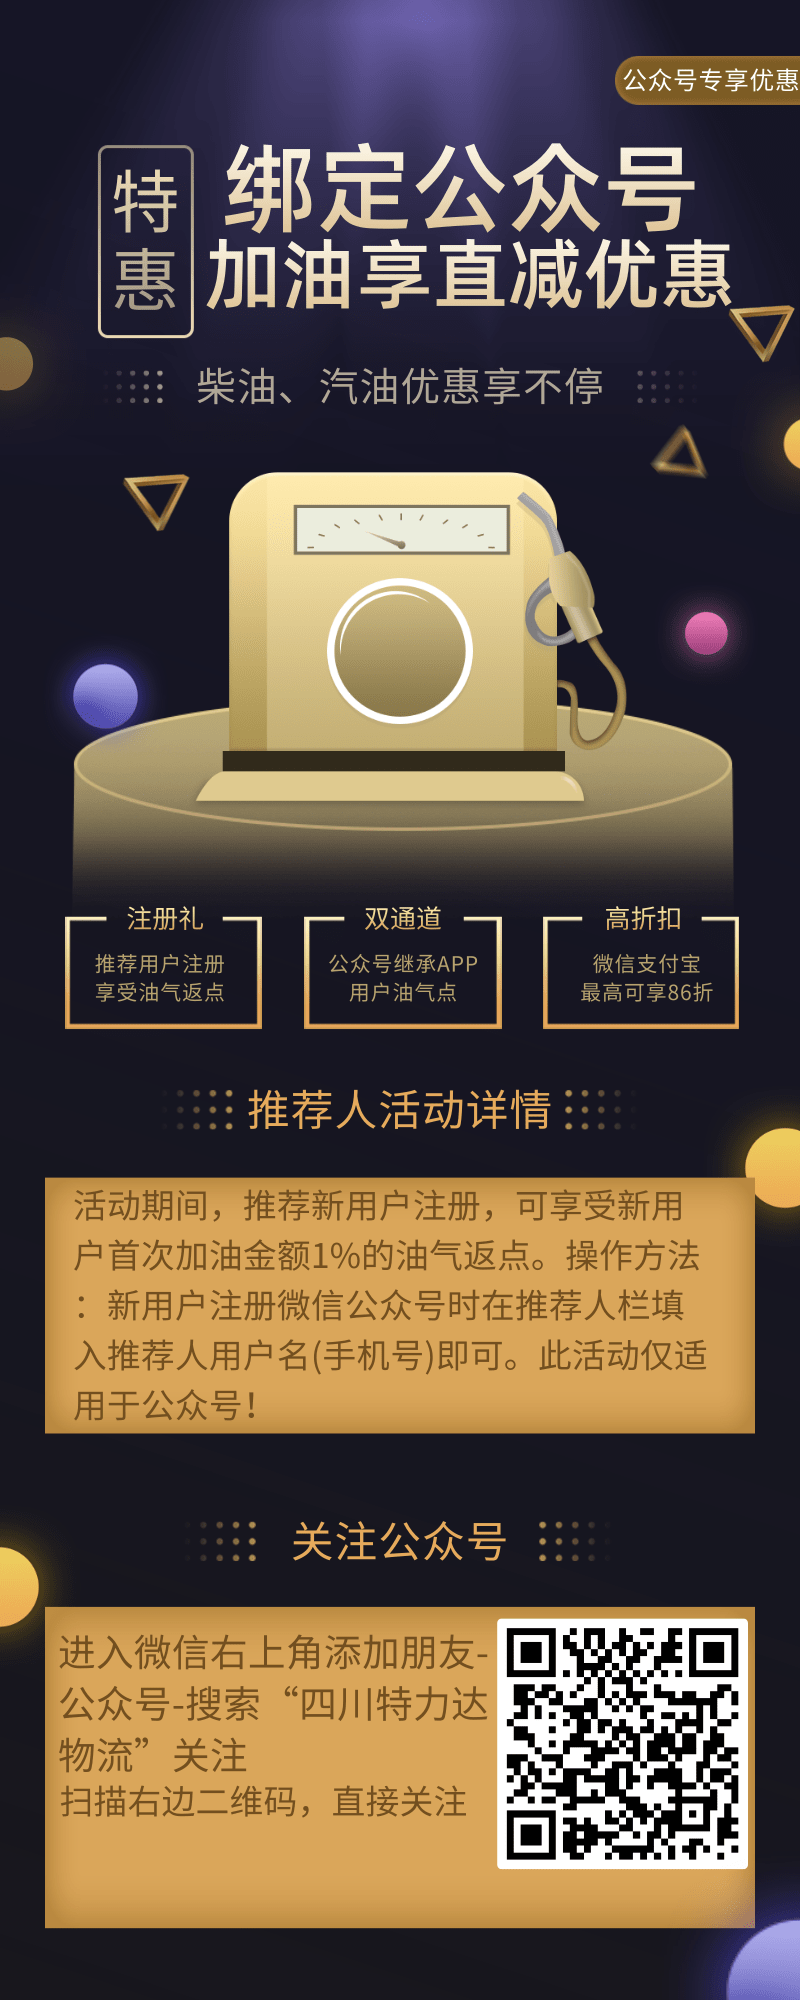 公众号专享优惠
特惠
绑定公众号
加油享直减优惠
柴油、汽油优惠享不停
注册礼
推荐用户注册
享受油气返点
双通道
公众号继承APP
用户油气点
高折扣
微信支付宝
最高可享86折
推荐人活动详情
活动期间，推荐新用户注册，可享受新用
户首次加油金额1%的油气返点。操作方法
：新用户注册微信公众号时在推荐人栏填
入推荐人用户名(手机号)即可。此活动仅适
用于公众号！
关注公众号
进入微信右上角添加朋友-
公众号-搜索“四川特力达
物流”关注
扫描右边二维码，直接关注